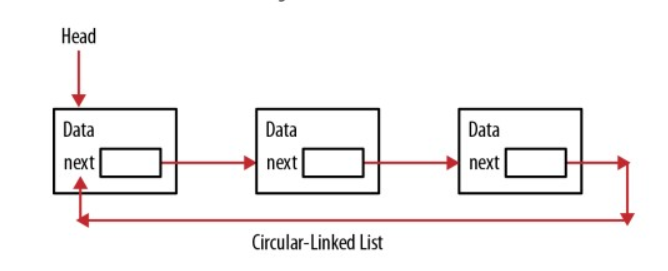 Head
Data
next
Data
next
Data
next
Circular-Linked List